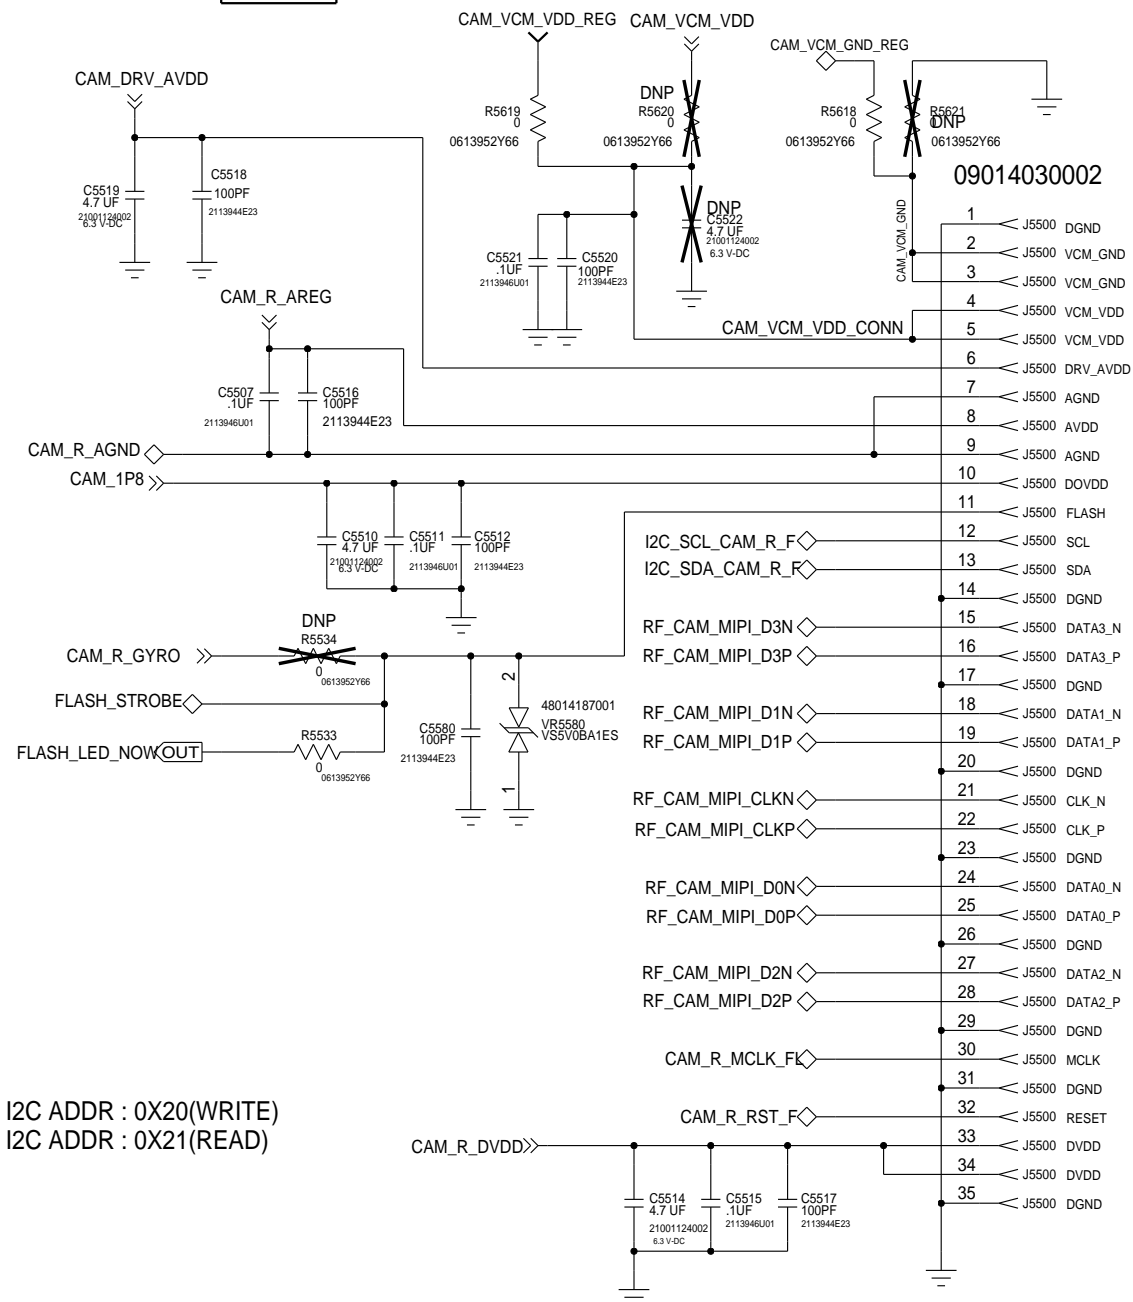 CAM_VCM_VDD_REG
CAM_VCM_VDD
CAM_VCM_GND_REG
CAM_DRV_AVDD
R5619
0
0613952Y66
DNP
R5620
0
0613952Y66
R5618
0
0613952Y66
R5621
0
DNP
0613952Y66
09014030002
C5519
4.7 UF
21001124002
6.3 V-DC
C5518
100PF
2113944E23
DNP
C5522
4.7 UF
21001124002
6.3 V-DC
CAM_VCM_GND
C5521
.1UF
2113946U01
C5520
100PF
2113944E23
CAM_R_AREG
CAM_VCM_VDD_CONN
C5507
.1UF
2113946U01
C5516
100PF
2113944E23
CAM_R_AGND
CAM_1P8
C5510
4.7 UF
21001124002
6.3 V-DC
C5511
.1UF
2113946U01
C5512
100PF
2113944E23
I2C_SCL_CAM_R_F
I2C_SDA_CAM_R_F
DNP
R5534
0
0613952Y66
CAM_R_GYRO
FLASH_STROBE
FLASH_LED_NOW OUT
R5533
0
0613952Y66
C5580
100PF
2113944E23
2
48014187001
VR5580
VS5V0BA1ES
1
RF_CAM_MIPI_D3N
RF_CAM_MIPI_D3P
RF_CAM_MIPI_D1N
RF_CAM_MIPI_D1P
RF_CAM_MIPI_CLKN
RF_CAM_MIPI_CLKP
RF_CAM_MIPI_D0N
RF_CAM_MIPI_D0P
RF_CAM_MIPI_D2N
RF_CAM_MIPI_D2P
CAM_R_MCLK_FL
CAM_R_RST_F
I2C ADDR : 0X20(WRITE)
I2C ADDR : 0X21(READ)
CAM_R_DVDD
C5514
4.7 UF
21001124002
6.3 V-DC
C5515
.1UF
2113946U01
C5517
100PF
2113944E23
1 J5500 DGND
2 J5500 VCM_GND
3 J5500 VCM_GND
4 J5500 VCM_VDD
5 J5500 VCM_VDD
6 J5500 DRV_AVDD
7 J5500 AGND
8 J5500 AVDD
9 J5500 AGND
10 J5500 DOVDD
11 J5500 FLASH
12 J5500 SCL
13 J5500 SDA
14 J5500 DGND
15 J5500 DATA3_N
16 J5500 DATA3_P
17 J5500 DGND
18 J5500 DATA1_N
19 J5500 DATA1_P
20 J5500 DGND
21 J5500 CLK_N
22 J5500 CLK_P
23 J5500 DGND
24 J5500 DATA0_N
25 J5500 DATA0_P
26 J5500 DGND
27 J5500 DATA2_N
28 J5500 DATA2_P
29 J5500 DGND
30 J5500 MCLK
31 J5500 DGND
32 J5500 RESET
33 J5500 DVDD
34 J5500 DVDD
35 J5500 DGND